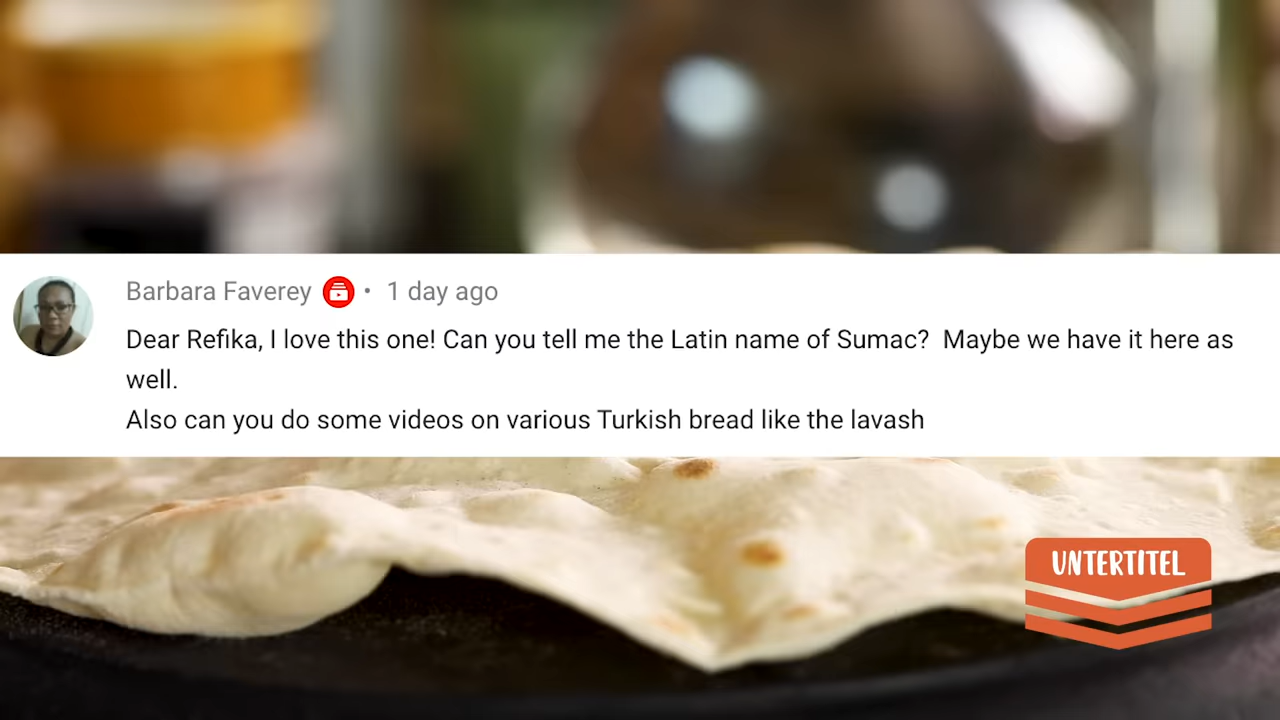 Barbara Faverey • 1 day ago
Dear Refika, I love this one! Can you tell me the Latin name of Sumac?  Maybe we have it here as
well.
Also can you do some videos on various Turkish bread like the lavash
UNTERTITEL